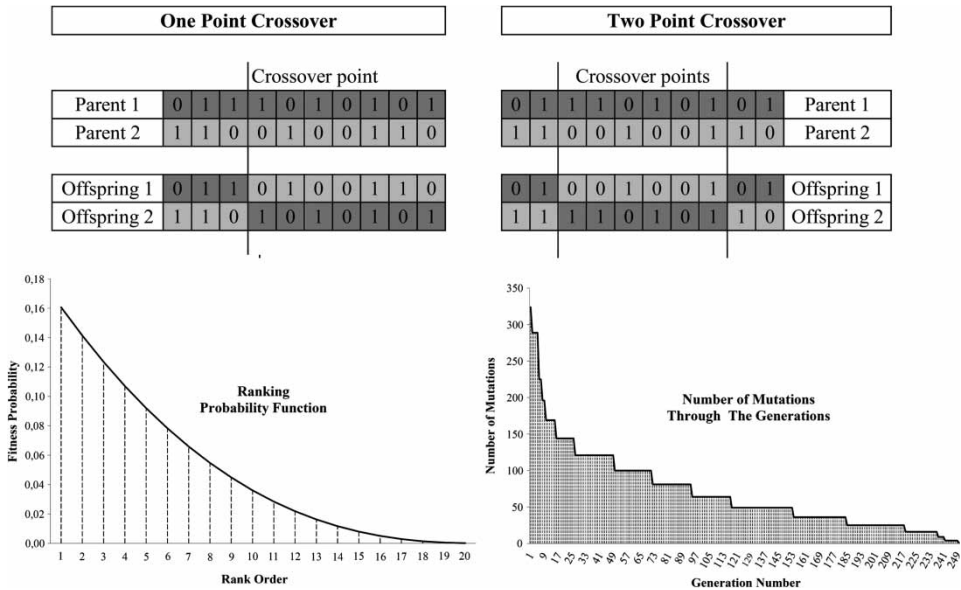 One Point Crossover
Crossover point
Parent 1 0 1 1 1 0 1 0 1 0 1
Parent 2 1 1 0 0 1 0 0 1 1 0
Offspring 1 0 1 1 0 1 0 0 1 1 0
Offspring 2 1 1 0 1 0 1 0 1 0 1
Two Point Crossover
Crossover points
0 1 1 1 0 1 0 1 0 1 Parent 1
1 1 0 0 1 0 0 1 1 0 Parent 2
0 1 0 0 1 0 0 1 0 1 Offspring 1
1 1 1 1 0 1 0 1 1 0 Offspring 2
0,18
0,16
0,14
0,12
0,10
0,08
0,06
0,04
0,02
0,00
Fitness Probability
Ranking
Probability Function
1 2 3 4 5 6 7 8 9 10 11 12 13 14 15 16 17 18 19 20
Rank Order
350
300
250
200
150
100
50
0
Number of Mutations
Number of Mutations
Through The Generations
1 9 17 25 33 41 49 57 65 73 81 89 97 105 113 121 129 137 145 153 161 169 177 185 193 201 209 217 225 233 241 249
Generation Number